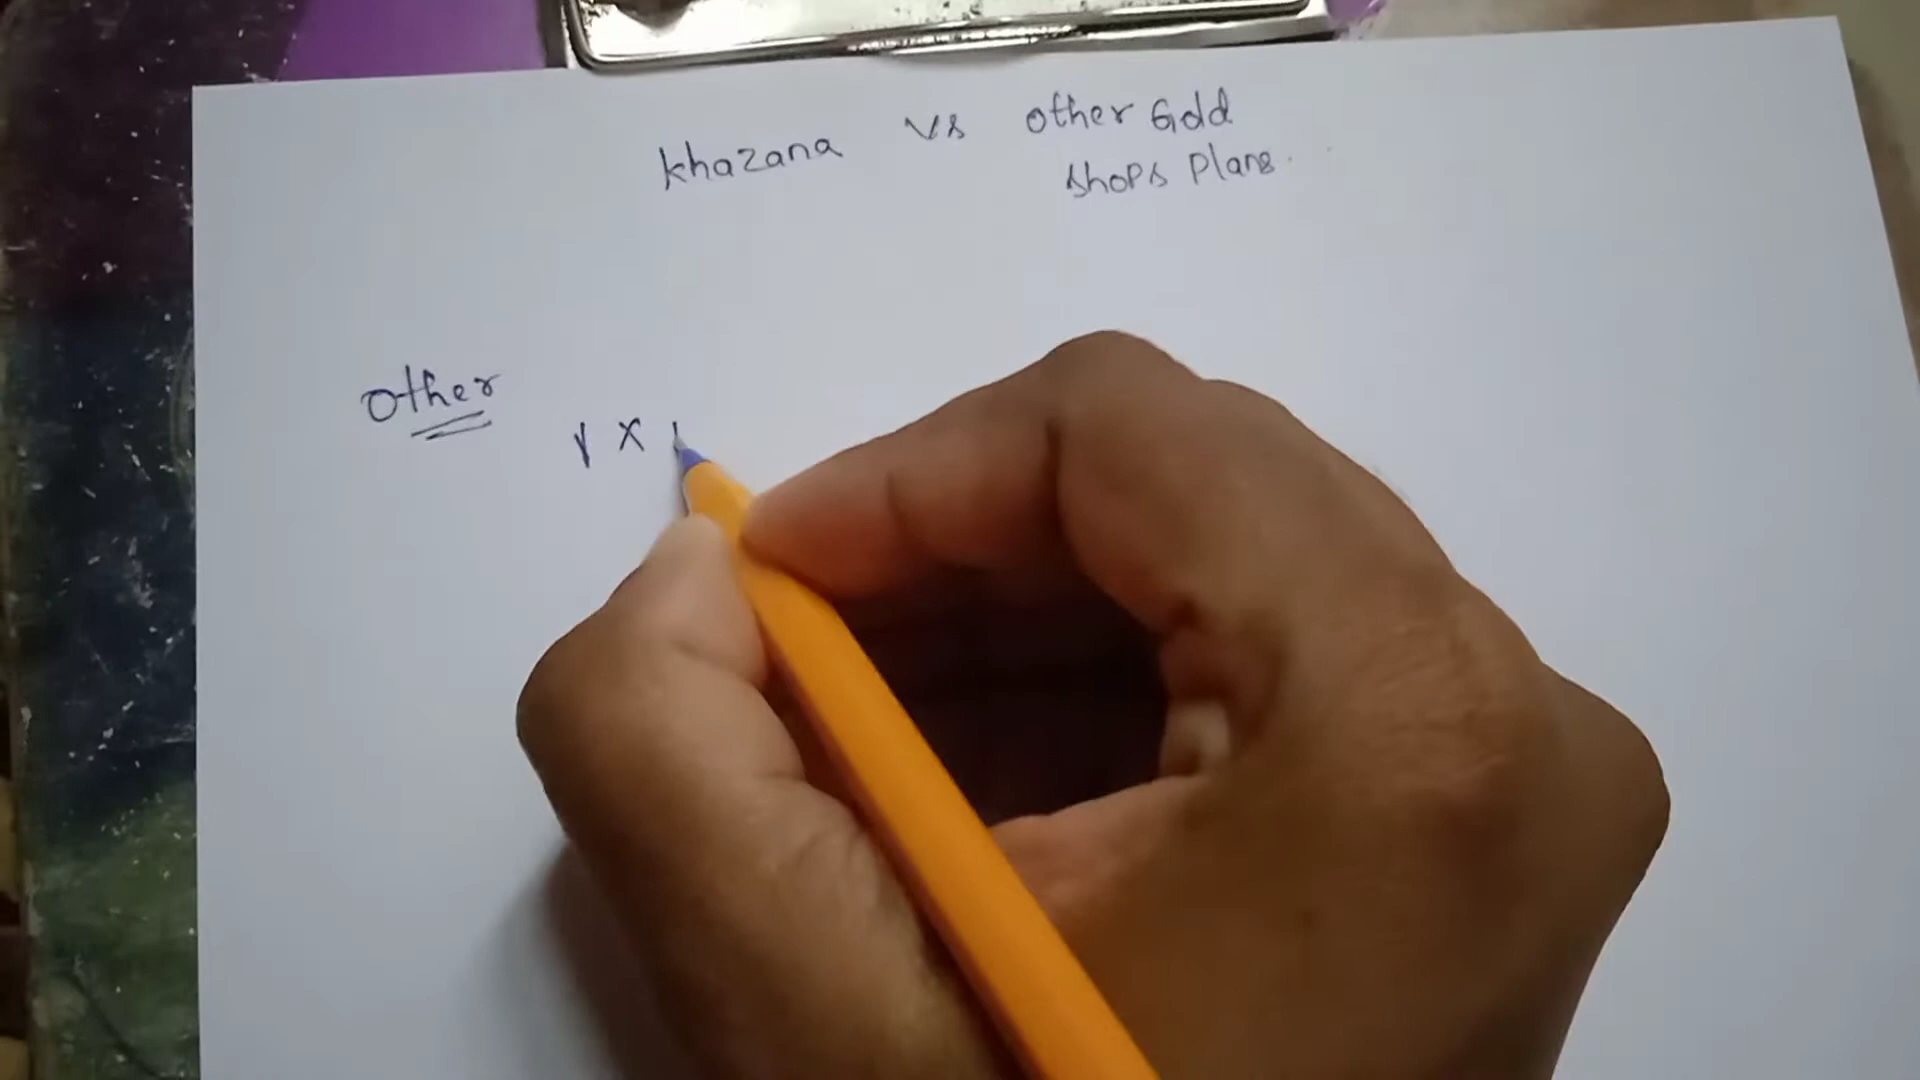 khazana vs other Gold
shops Plans.
Other
1 X